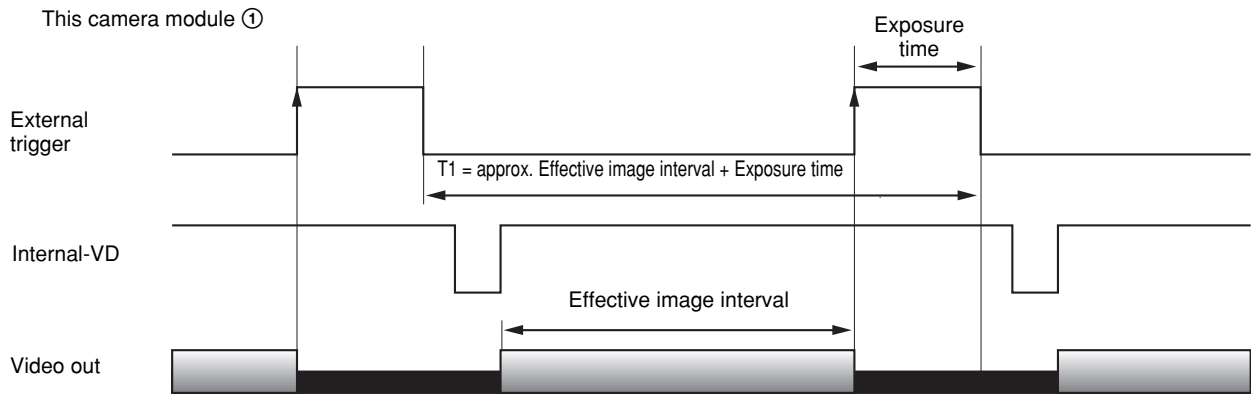 This camera module ①
Exposure
time
External
trigger
T1 = approx. Effective image interval + Exposure time
Internal-VD
Effective image interval
Video out